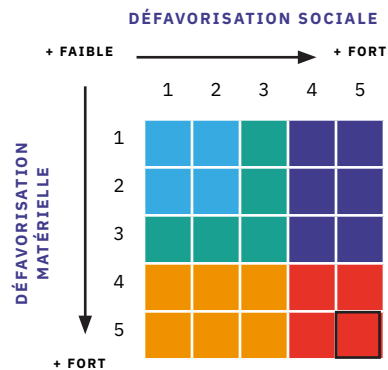 DÉFAVORISATION SOCIALE
+ FAIBLE
+ FORT
1 2 3 4 5
DÉFAVORISATION
MATÉRIELLE
1
2
3
4
5
+ FORT